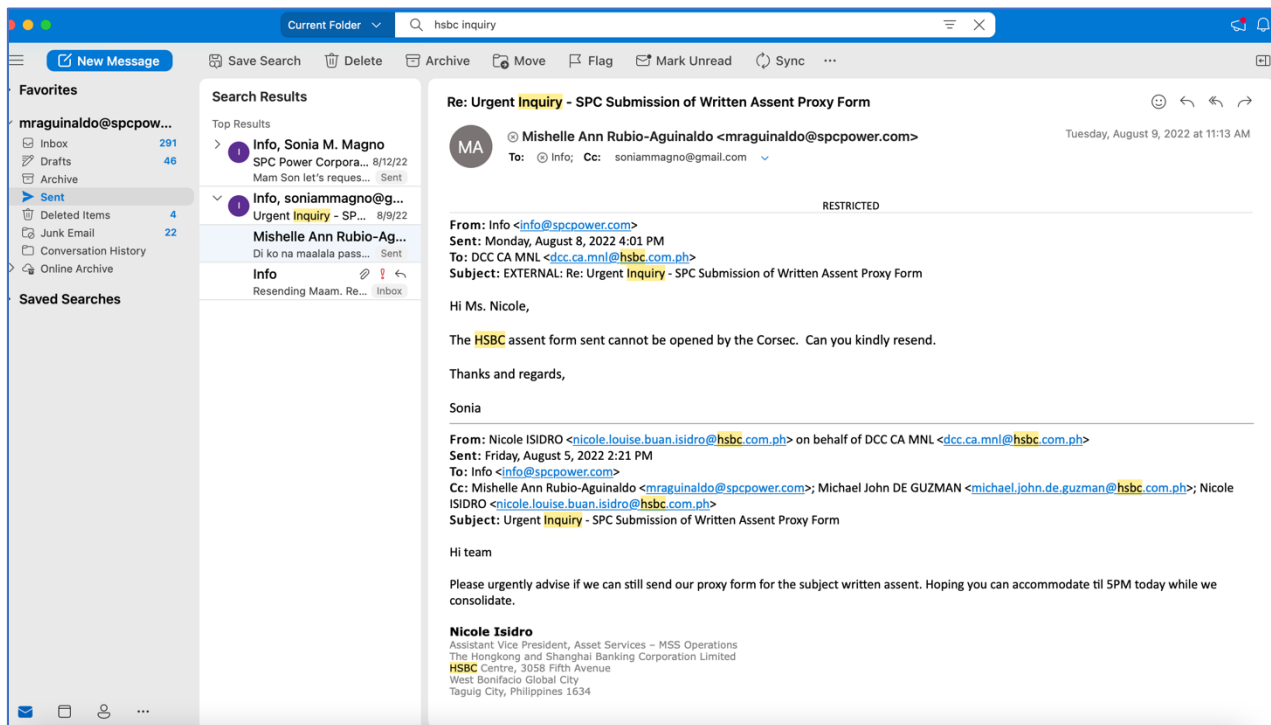 Current Folder
hsbc inquiry
New Message
Save Search
Delete
Archive
Move
Flag
Mark Unread
Sync
Favorites
mraguinaldo@spcpow...
Inbox 291
Drafts 46
Archive
Sent
Deleted Items 4
Junk Email 22
Conversation History
Online Archive
Saved Searches
Search Results
Top Results
I
Info, Sonia M. Magno
SPC Power Corpora... 8/12/22
Mam Son let's reques... Sent
I
Info, soniammagno@g...
Urgent Inquiry - SP... 8/9/22
Mishelle Ann Rubio-Ag...
Di ko na maalala pass... Sent
Info
Resending Maam. Re... Inbox
Re: Urgent Inquiry - SPC Submission of Written Assent Proxy Form
MA
Mishelle Ann Rubio-Aguinaldo <mraguinaldo@spcpower.com>
Tuesday, August 9, 2022 at 11:13 AM
To: Info; Cc: soniammagno@gmail.com
RESTRICTED
From: Info <info@spcpower.com>
Sent: Monday, August 8, 2022 4:01 PM
To: DCC CA MNL <dcc.ca.mnl@hsbc.com.ph>
Subject: EXTERNAL: Re: Urgent Inquiry - SPC Submission of Written Assent Proxy Form
Hi Ms. Nicole,
The HSBC assent form sent cannot be opened by the Corsec. Can you kindly resend.
Thanks and regards,
Sonia
From: Nicole ISIDRO <nicole.louise.buan.isidro@hsbc.com.ph> on behalf of DCC CA MNL <dcc.ca.mnl@hsbc.com.ph>
Sent: Friday, August 5, 2022 2:21 PM
To: Info <info@spcpower.com>
Cc: Mishelle Ann Rubio-Aguinaldo <mraguinaldo@spcpower.com>; Michael John DE GUZMAN <michael.john.de.guzman@hsbc.com.ph>; Nicole
ISIDRO <nicole.louise.buan.isidro@hsbc.com.ph>
Subject: Urgent Inquiry - SPC Submission of Written Assent Proxy Form
Hi team
Please urgently advise if we can still send our proxy form for the subject written assent. Hoping you can accommodate til 5PM today while we
consolidate.
Nicole Isidro
Assistant Vice President, Asset Services – MSS Operations
The Hongkong and Shanghai Banking Corporation Limited
HSBC Centre, 3058 Fifth Avenue
West Bonifacio Global City
Taguig City, Philippines 1634